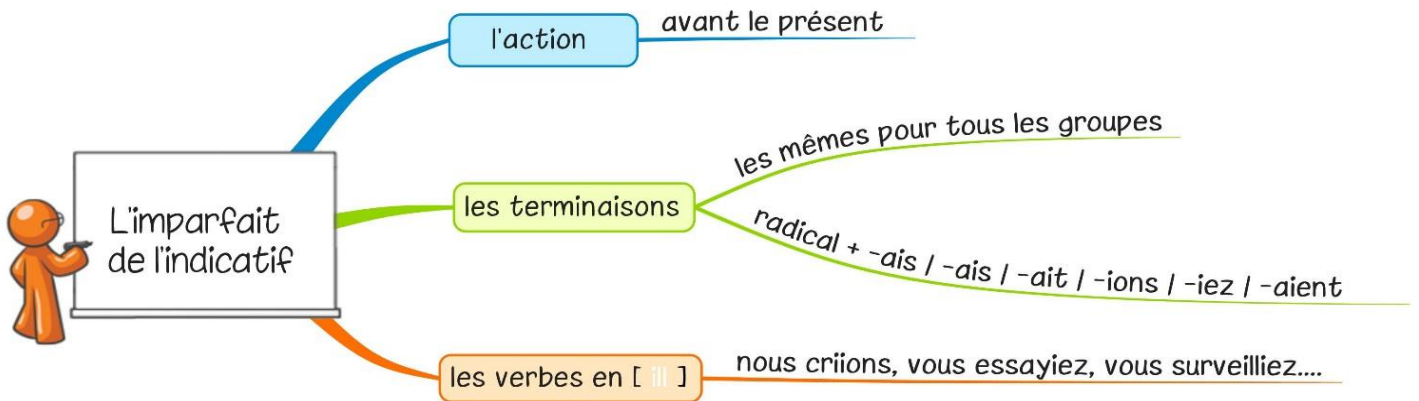 l'action
avant le présent
L'imparfait
de l'indicatif
les terminaisons
les mêmes pour tous les groupes
radical + -ais / -ais / -ait / -ions / -iez / -aient
les verbes en [ ill ]
nous criions, vous essayiez, vous surveilliez....